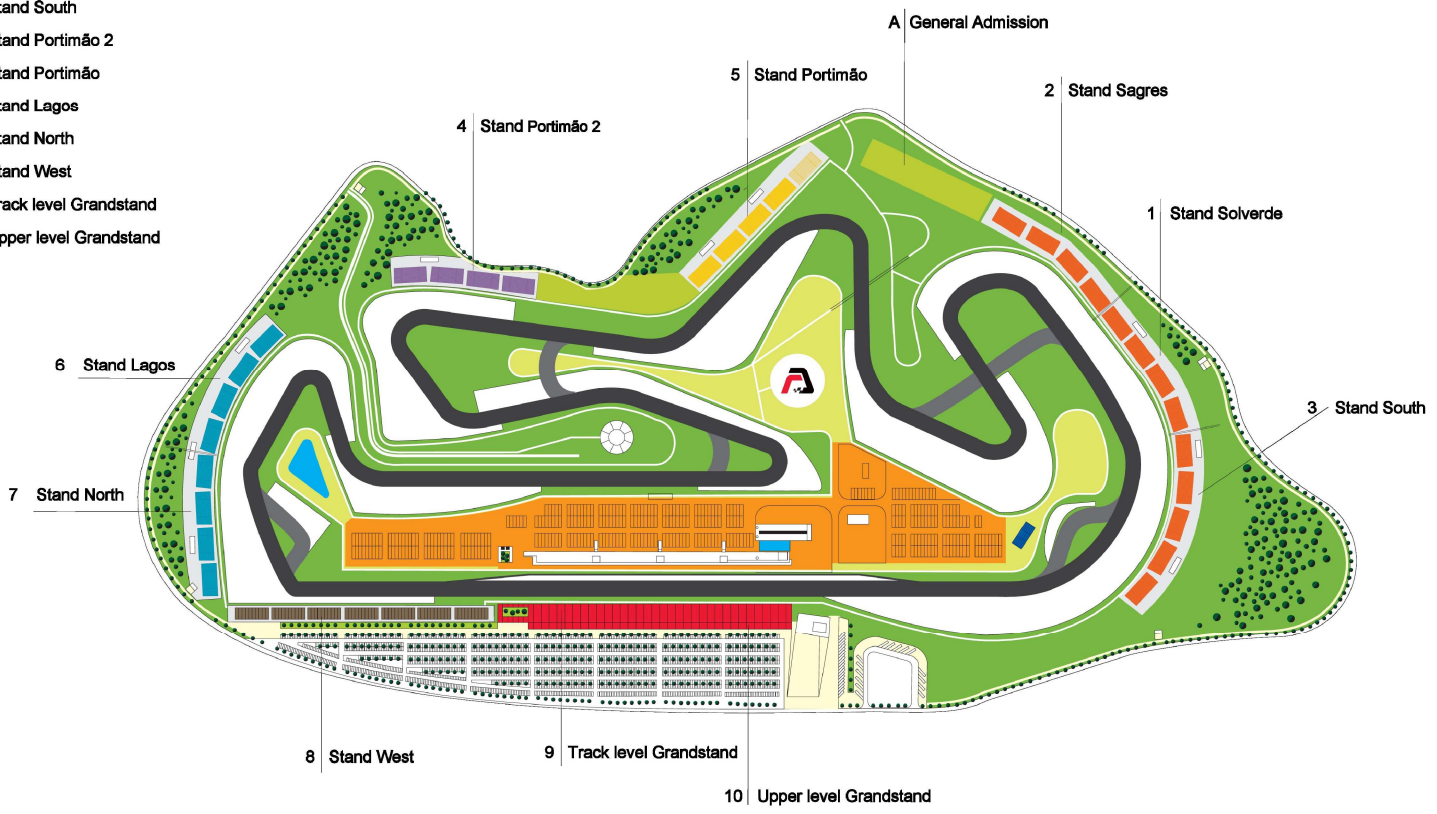 tand South
tand Portimão 2
tand Portimão
tand Lagos
tand North
tand West
rack level Grandstand
pper level Grandstand
A General Admission
5 Stand Portimão
2 Stand Sagres
4 Stand Portimão 2
1 Stand Solverde
6 Stand Lagos
3 Stand South
7 Stand North
8 Stand West
9 Track level Grandstand
10 Upper level Grandstand